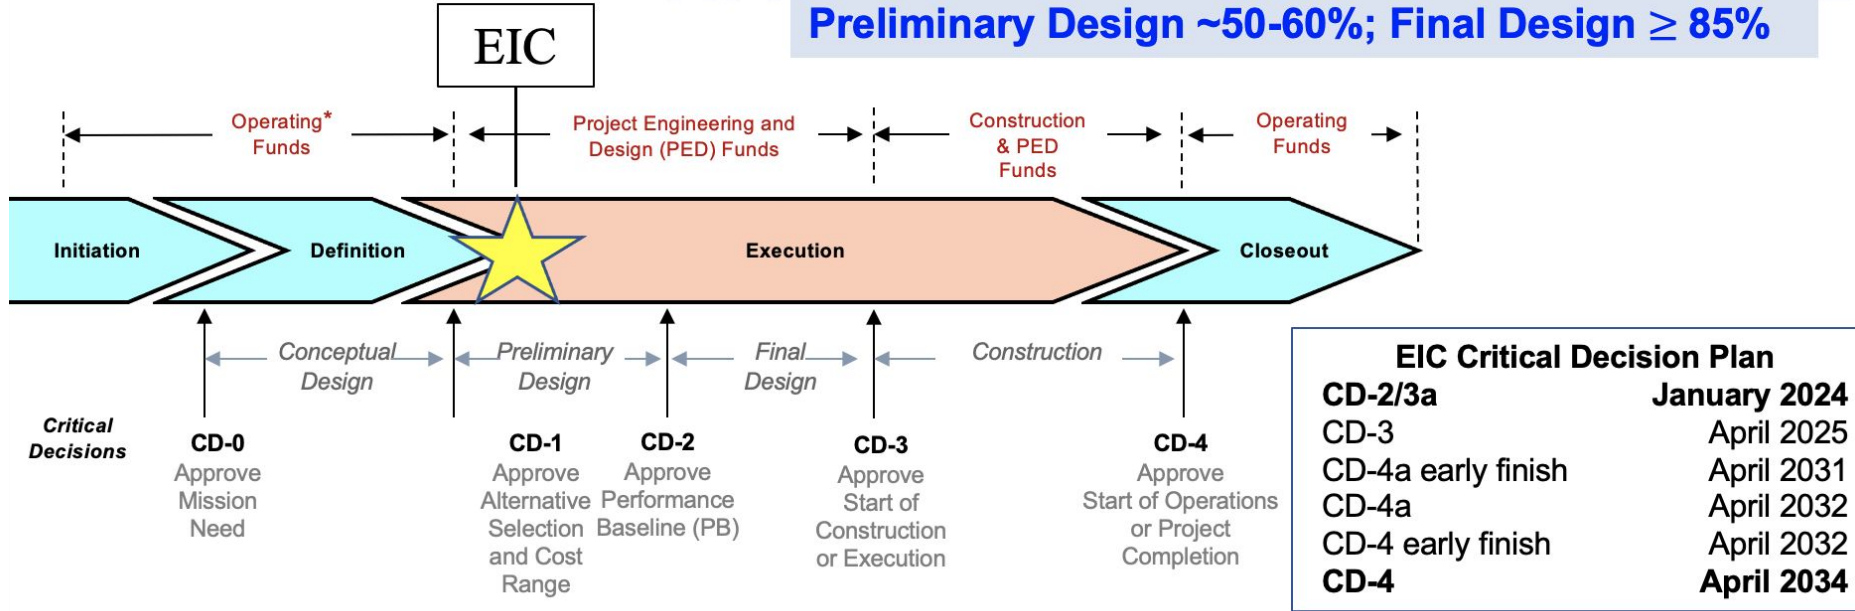 EIC
Preliminary Design ~50-60%; Final Design ≥ 85%
Operating*
Funds
Project Engineering and
Design (PED) Funds
Construction
& PED
Funds
Operating
Funds
Initiation
Definition
Execution
Closeout
Conceptual
Design
Preliminary
Design
Final
Design
Construction
Critical
Decisions
CD-0
Approve
Mission
Need
CD-1
Approve
Alternative
Selection
and Cost
Range
CD-2
Approve
Performance
Baseline (PB)
CD-3
Approve
Start of
Construction
or Execution
CD-4
Approve
Start of Operations
or Project
Completion
EIC Critical Decision Plan
CD-2/3a January 2024
CD-3 April 2025
CD-4a early finish April 2031
CD-4a April 2032
CD-4 early finish April 2032
CD-4 April 2034